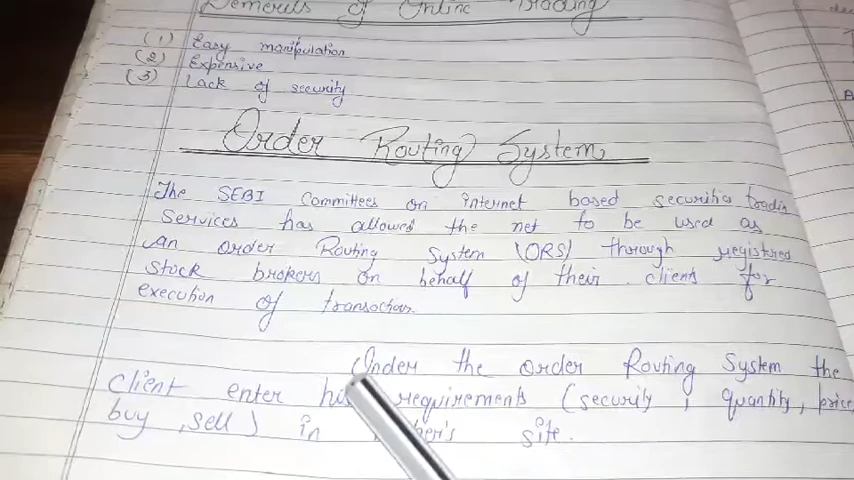 Demerits of Online Trading
(1) Easy manipulation
(2) Expensive
(3) Lack of security
Order Routing System
The SEBI Committees on internet based securities tradin
Services has allowed the net to be used as
an order Routing System (ORS) through registored
Stock brokers on behalf of their clients for
execution of transaction.
Under the order Routing System the
Client enter his requirements (security, quantity, price,
buy, sell) in site.